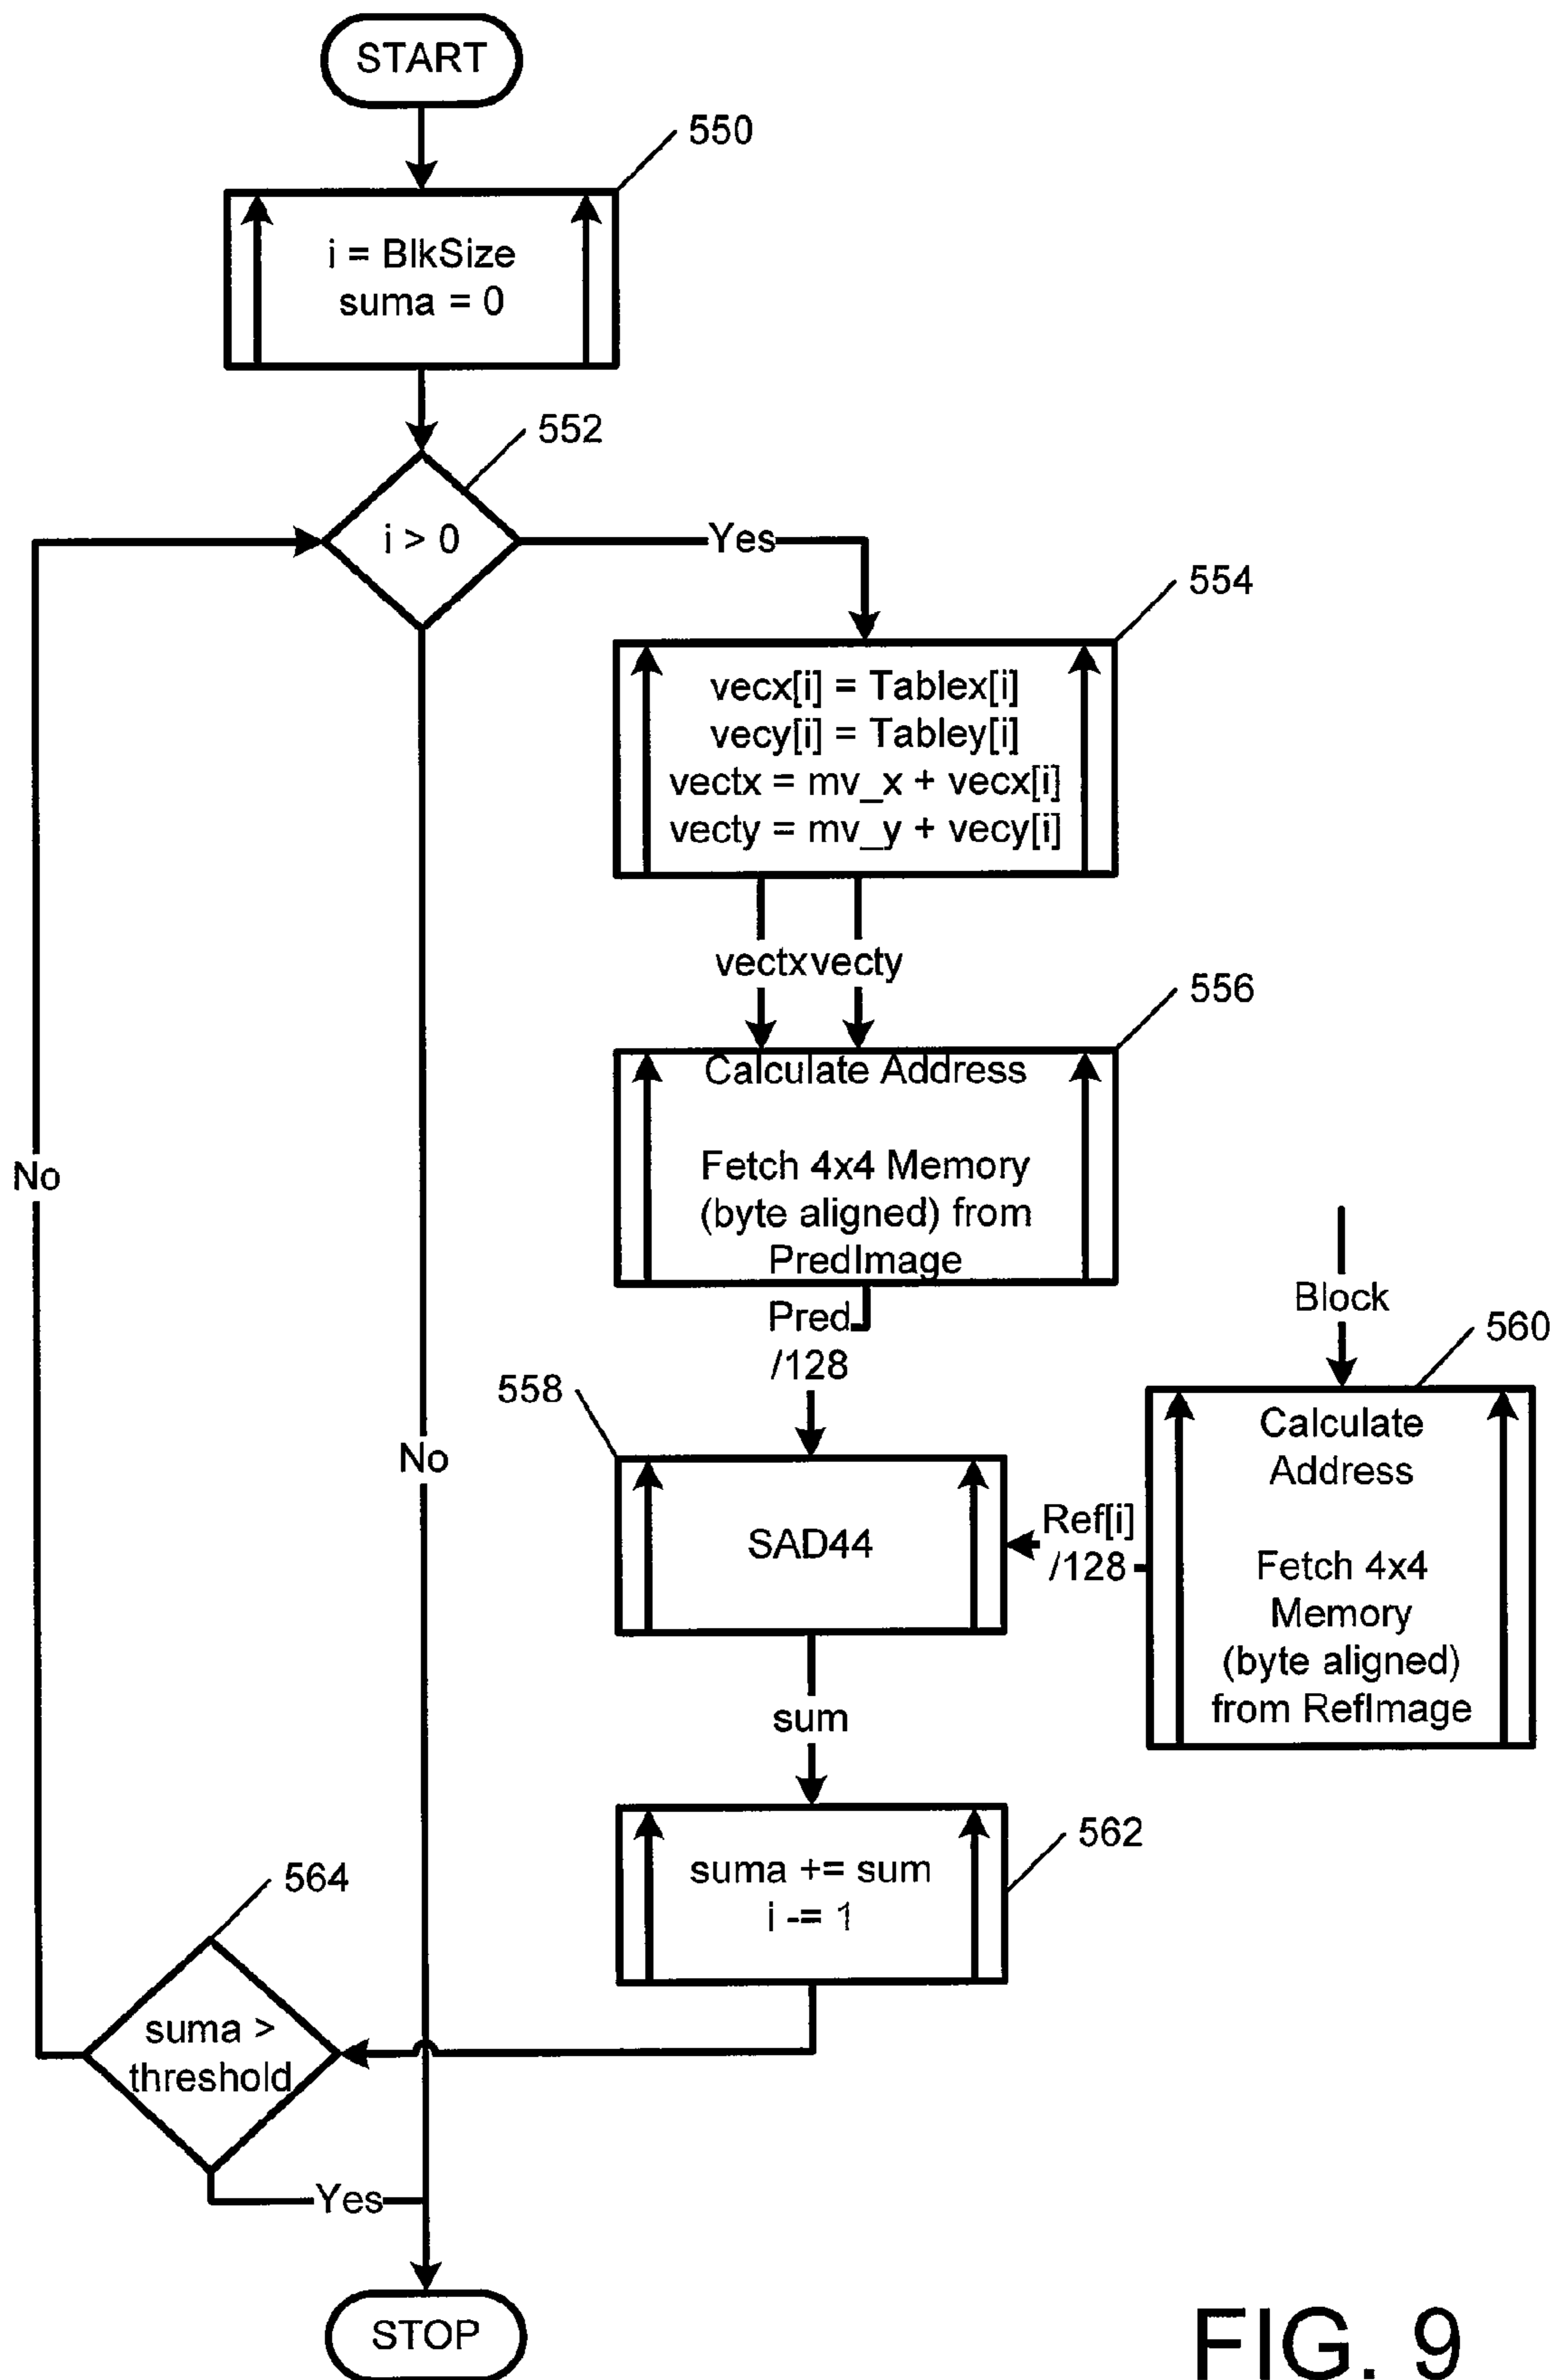 START
550
i = BlkSize
suma = 0
552
i > 0
Yes
554
vecx[i] = Tablex[i]
vecy[i] = Tabley[i]
vectx = mv_x + vecx[i]
vecty = mv_y + vecy[i]
vectx vecty
556
Calculate Address
Fetch 4x4 Memory
(byte aligned) from
PredImage
No
Block
Pred
/128
560
558
Calculate
Address
Fetch 4x4
Memory
(byte aligned)
from RefImage
No
SAD44
Ref[i]
/128
sum
562
suma += sum
i -= 1
564
suma >
threshold
Yes
STOP
FIG. 9